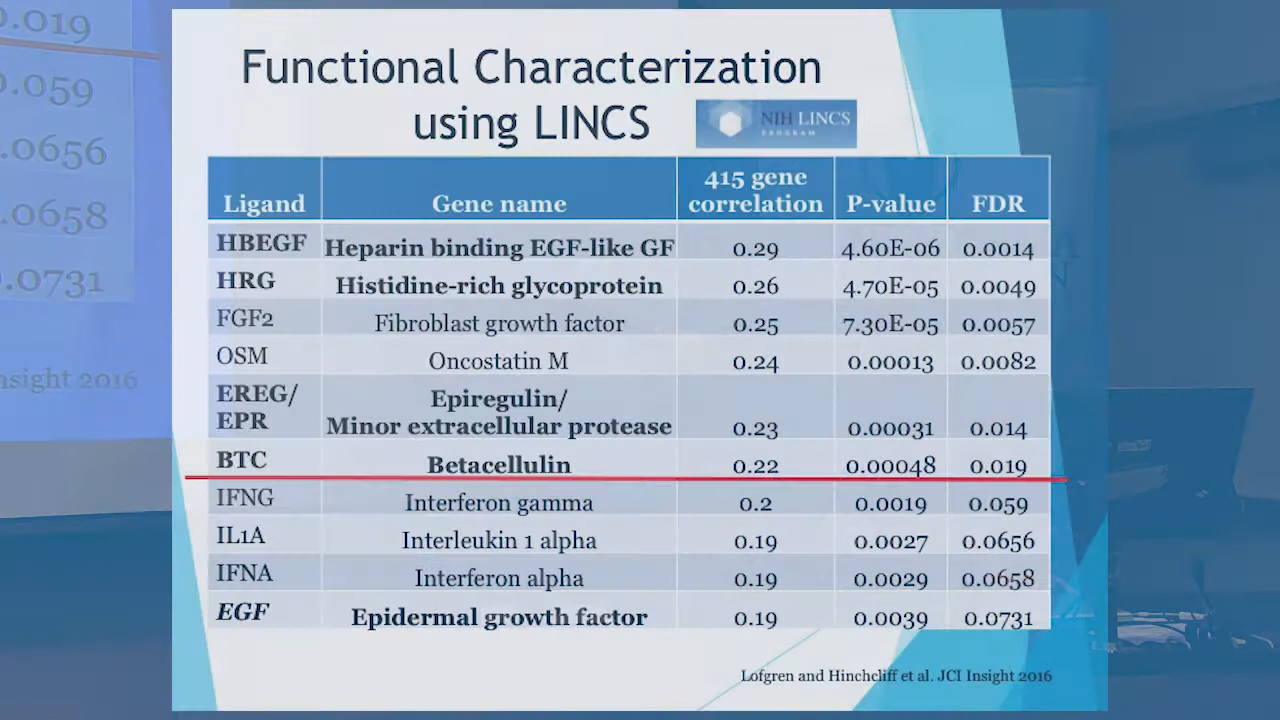 0.019
0.059
.0656
.0658
0.0731
nsight 2016
Functional Characterization
using LINCS
NIH LINCS
PROGRAM
Ligand Gene name 415 gene correlation P-value FDR
HBEGF Heparin binding EGF-like GF 0.29 4.60E-06 0.0014
HRG Histidine-rich glycoprotein 0.26 4.70E-05 0.0049
FGF2 Fibroblast growth factor 0.25 7.30E-05 0.0057
OSM Oncostatin M 0.24 0.00013 0.0082
EREG/ Epiregulin/
EPR Minor extracellular protease 0.23 0.00031 0.014
BTC Betacellulin 0.22 0.00048 0.019
IFNG Interferon gamma 0.2 0.0019 0.059
IL1A Interleukin 1 alpha 0.19 0.0027 0.0656
IFNA Interferon alpha 0.19 0.0029 0.0658
EGF Epidermal growth factor 0.19 0.0039 0.0731
Lofgren and Hinchcliff et al. JCI Insight 2016